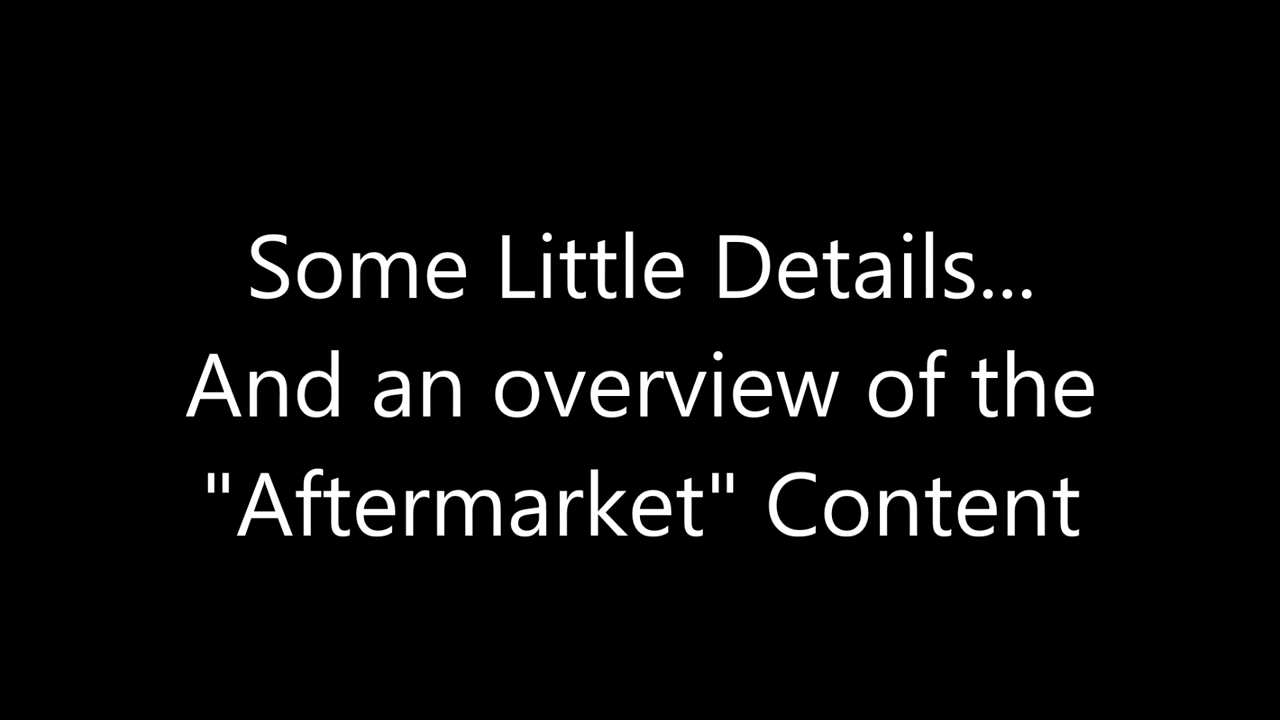 Some Little Details...
And an overview of the
"Aftermarket" Content